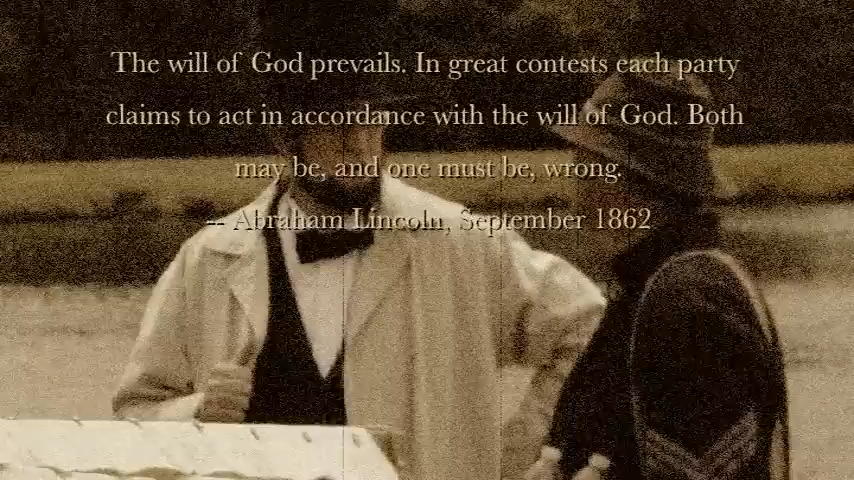 The will of God prevails. In great contests each party
claims to act in accordance with the will of God. Both
may be, and one must be, wrong.
-- Abraham Lincoln, September 1862